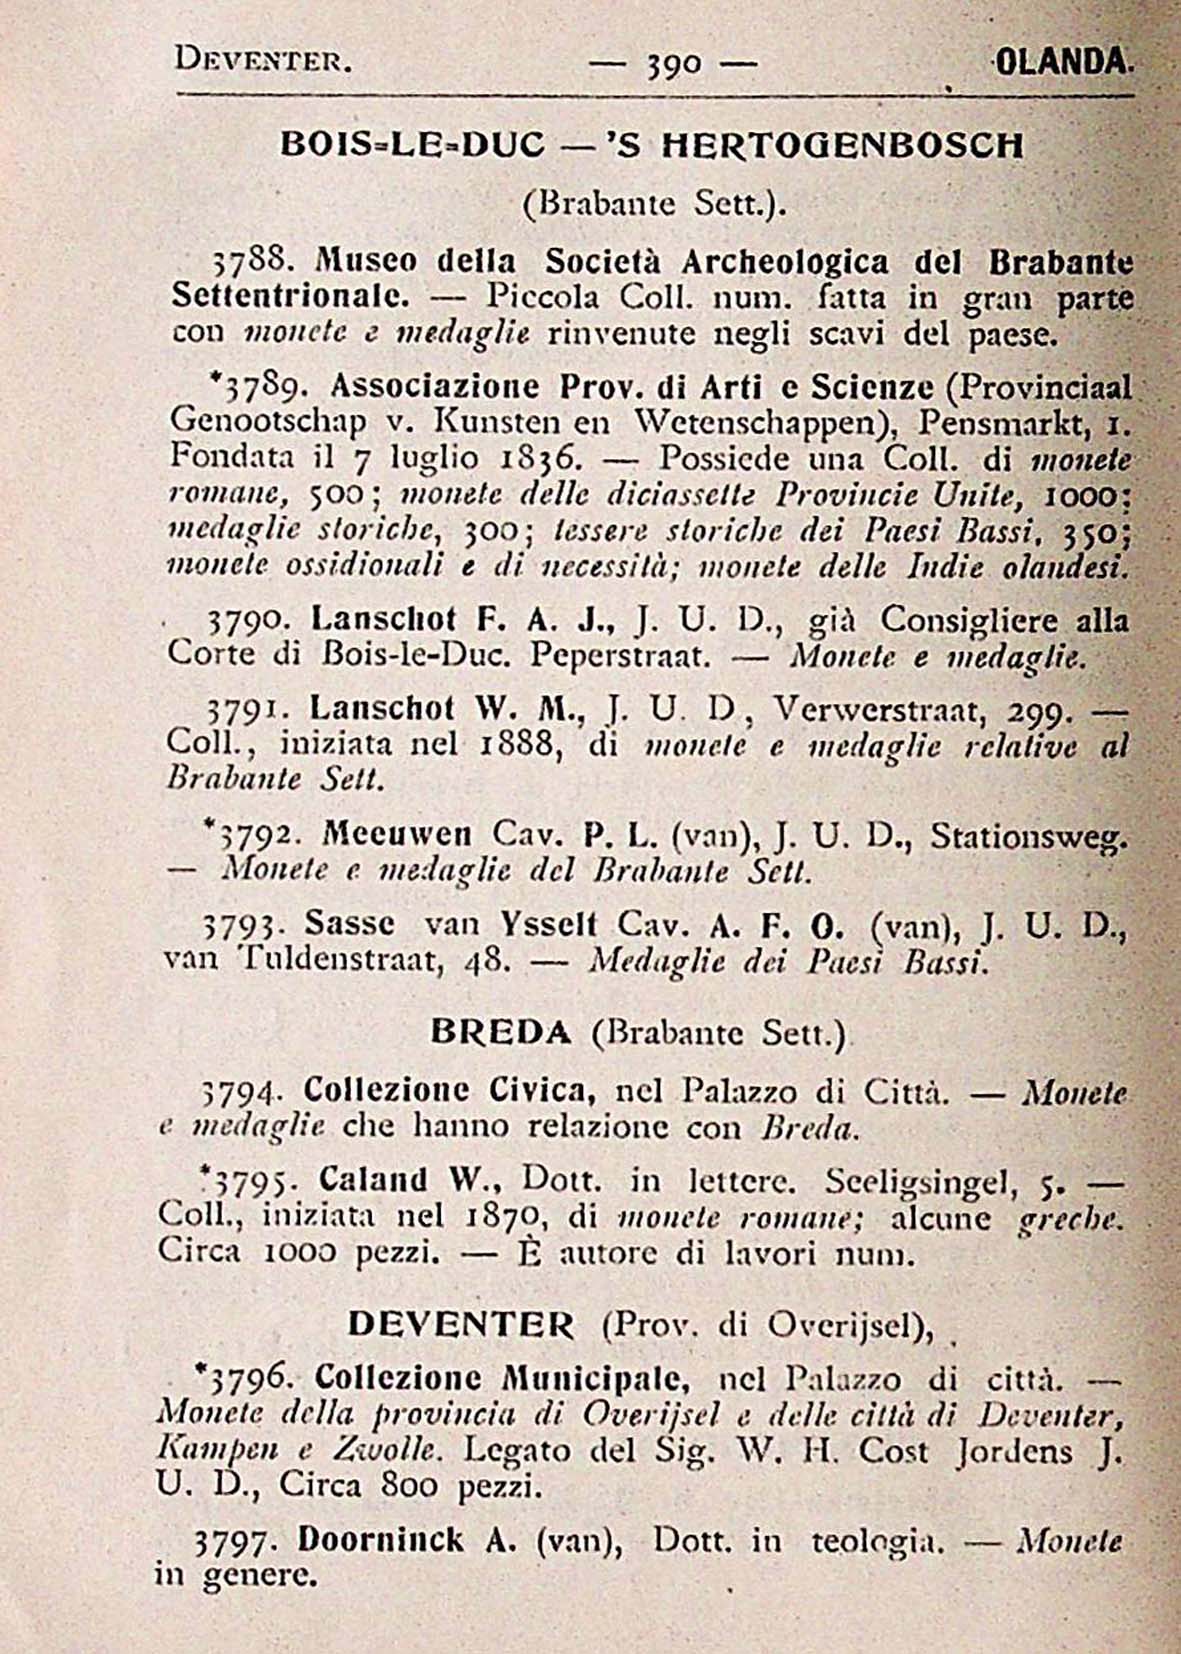 DEVENTER. — 390 — OLANDA.
BOIS-LE-DUC — 'S HERTOGENBOSCH
(Brabante Sett.).
3788. Museo della Società Archeologica del Brabante
Settentrionale. — Piccola Coll. num. fatta in gran parte
con monete e medaglie rinvenute negli scavi del paese.
*3789. Associazione Prov. di Arti e Scienze (Provinciaal
Genootschap v. Kunsten en Wetenschappen), Pensmarkt, 1.
Fondata il 7 luglio 1836. — Possiede una Coll. di monete
romane, 500; monete delle diciassette Provincie Unite, 1000;
medaglie storiche, 300; tessere storiche dei Paesi Bassi, 350;
monete ossidionali e di necessità; monete delle Indie olandesi.
3790. Lanschot F. A. J., J. U. D., già Consigliere alla
Corte di Bois-le-Duc. Peperstraat. — Monete e medaglie.
3791. Lanschot W. M., J. U. D, Verwerstraat, 299. —
Coll., iniziata nel 1888, di monete e medaglie relative al
Brabante Sett.
*3792. Meeuwen Cav. P. L. (van), J. U. D., Stationsweg.
— Monete e medaglie del Brabante Sett.
3793. Sasse van Ysselt Cav. A. F. O. (van), J. U. D.,
van Tuldenstraat, 48. — Medaglie dei Paesi Bassi.
BREDA (Brabante Sett.)
3794. Collezione Civica, nel Palazzo di Città. — Monete
e medaglie che hanno relazione con Breda.
*3795. Caland W., Dott. in lettere. Seeligsingel, 5. —
Coll., iniziata nel 1870, di monete romane; alcune greche.
Circa 1000 pezzi. — È autore di lavori num.
DEVENTER (Prov. di Overijsel),
*3796. Collezione Municipale, nel Palazzo di città. —
Monete della provincia di Overijsel e delle città di Deventer,
Kampen e Zwolle. Legato del Sig. W. H. Cost Jordens J.
U. D., Circa 800 pezzi.
3797. Doorninck A. (van), Dott. in teologia. — Monete
in genere.